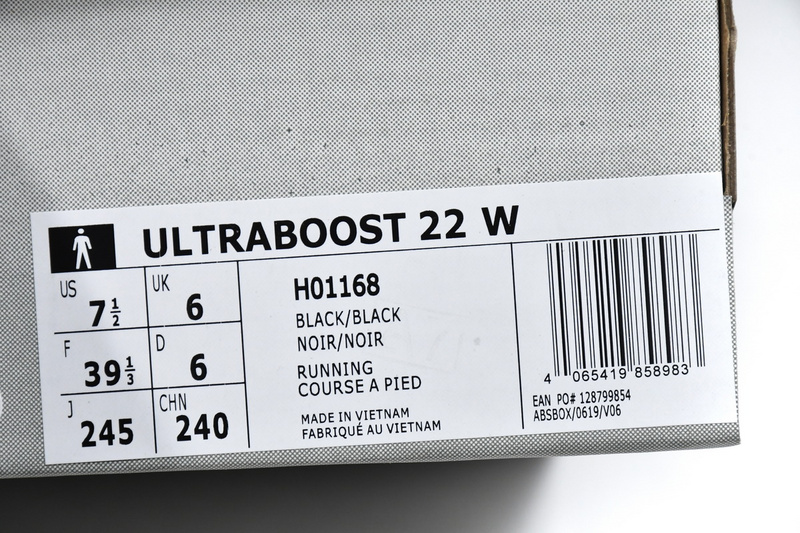 ULTRABOOST 22 W
US 7½ UK 6
F 39⅓ D 6
J 245 CHN 240
H01168
BLACK/BLACK
NOIR/NOIR
RUNNING
COURSE A PIED
MADE IN VIETNAM
FABRIQUÉ AU VIETNAM
4 065419 858983
EAN PO# 128799854
ABSBOX/0619/V06